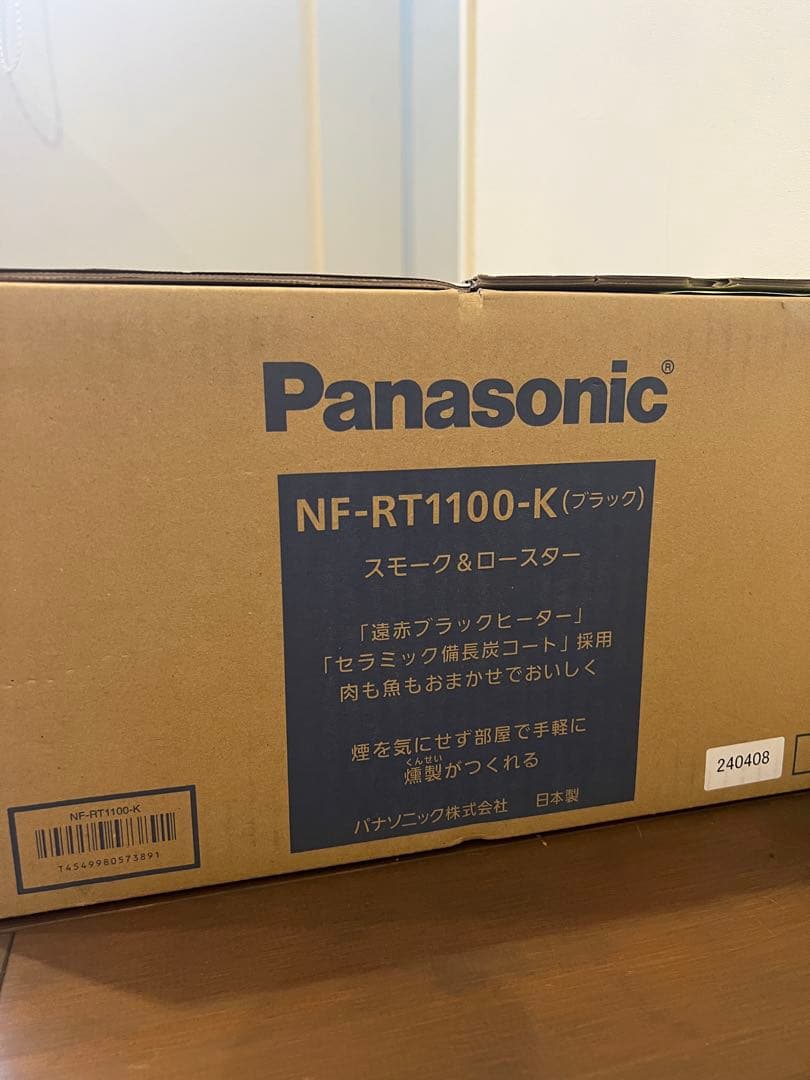 Panasonic®
NF-RT1100-K(ブラック)
スモーク＆ロースター
「遠赤ブラックヒーター」
「セラミック備長炭コート」採用
肉も魚もおまかせでおいしく
煙を気にせず部屋で手軽に
くんせい
燻製がつくれる
パナソニック株式会社 日本製
240408
NF-RT1100-K
T4549980573891